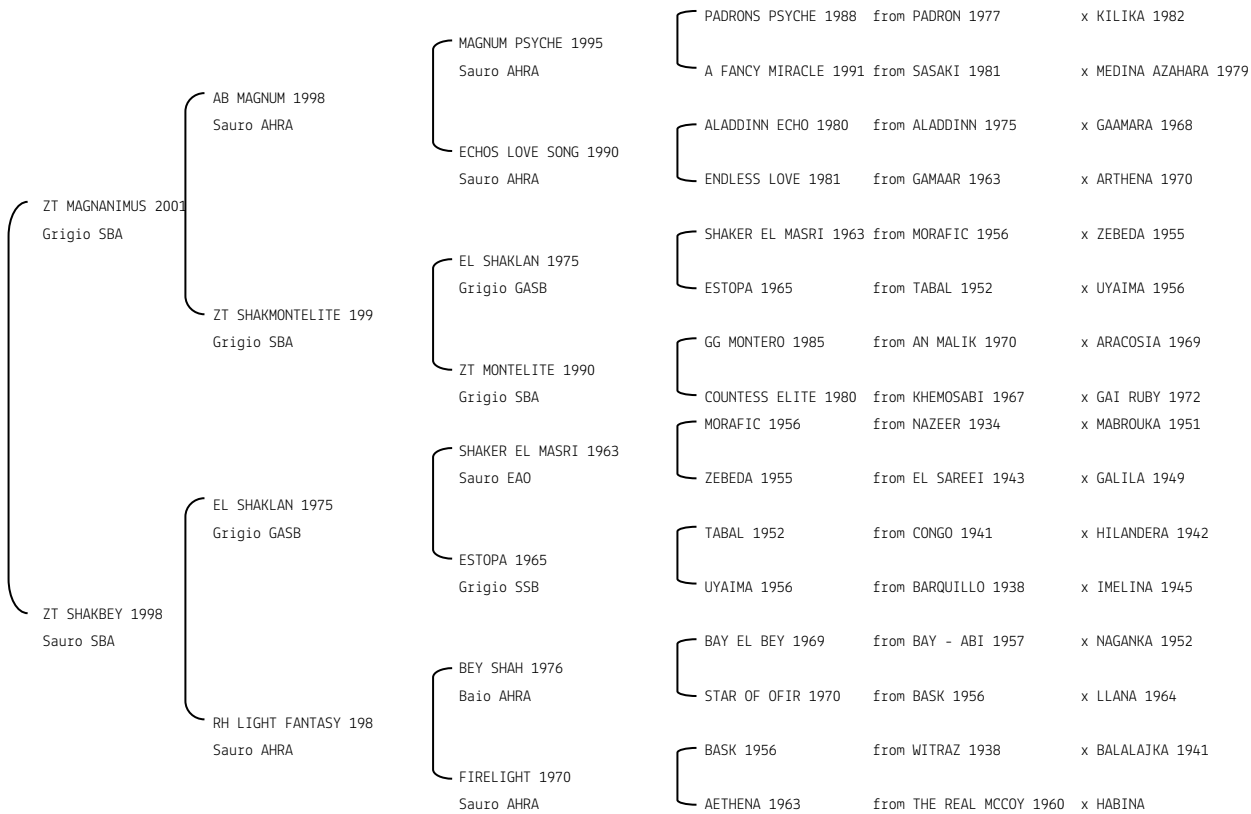 PADRONS PSYCHE 1988 from PADRON 1977 x KILIKA 1982
MAGNUM PSYCHE 1995
Sauro AHRA
A FANCY MIRACLE 1991 from SASAKI 1981 x MEDINA AZAHARA 1979
AB MAGNUM 1998
Sauro AHRA
ALADDINN ECHO 1980 from ALADDINN 1975 x GAAMARA 1968
ECHOS LOVE SONG 1990
Sauro AHRA
ENDLESS LOVE 1981 from GAMAAR 1963 x ARTHENA 1970
ZT MAGNANIMUS 2001
Grigio SBA
SHAKER EL MASRI 1963 from MORAFIC 1956 x ZEBEDA 1955
EL SHAKLAN 1975
Grigio GASB
ESTOPA 1965 from TABAL 1952 x UYAIMA 1956
ZT SHAKMONTELITE 199
Grigio SBA
GG MONTERO 1985 from AN MALIK 1970 x ARACOSIA 1969
ZT MONTELITE 1990
Grigio SBA
COUNTESS ELITE 1980 from KHEMOSABI 1967 x GAI RUBY 1972
MORAFIC 1956 from NAZEER 1934 x MABROUKA 1951
SHAKER EL MASRI 1963
Sauro EAO
ZEBEDA 1955 from EL SAREEI 1943 x GALILA 1949
EL SHAKLAN 1975
Grigio GASB
TABAL 1952 from CONGO 1941 x HILANDERA 1942
ESTOPA 1965
Grigio SSB
UYAIMA 1956 from BARQUILLO 1938 x IMELINA 1945
ZT SHAKBEY 1998
Sauro SBA
BAY EL BEY 1969 from BAY - ABI 1957 x NAGANKA 1952
BEY SHAH 1976
Baio AHRA
STAR OF OFIR 1970 from BASK 1956 x LLANA 1964
RH LIGHT FANTASY 198
Sauro AHRA
BASK 1956 from WITRAZ 1938 x BALALAJKA 1941
FIRELIGHT 1970
Sauro AHRA
AETHENA 1963 from THE REAL MCCOY 1960 x HABINA